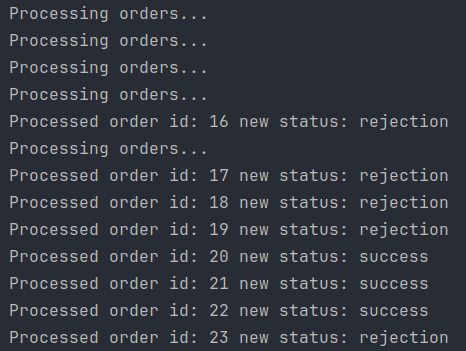 Processing orders...
Processing orders...
Processing orders...
Processing orders...
Processed order id: 16 new status: rejection
Processing orders...
Processed order id: 17 new status: rejection
Processed order id: 18 new status: rejection
Processed order id: 19 new status: rejection
Processed order id: 20 new status: success
Processed order id: 21 new status: success
Processed order id: 22 new status: success
Processed order id: 23 new status: rejection